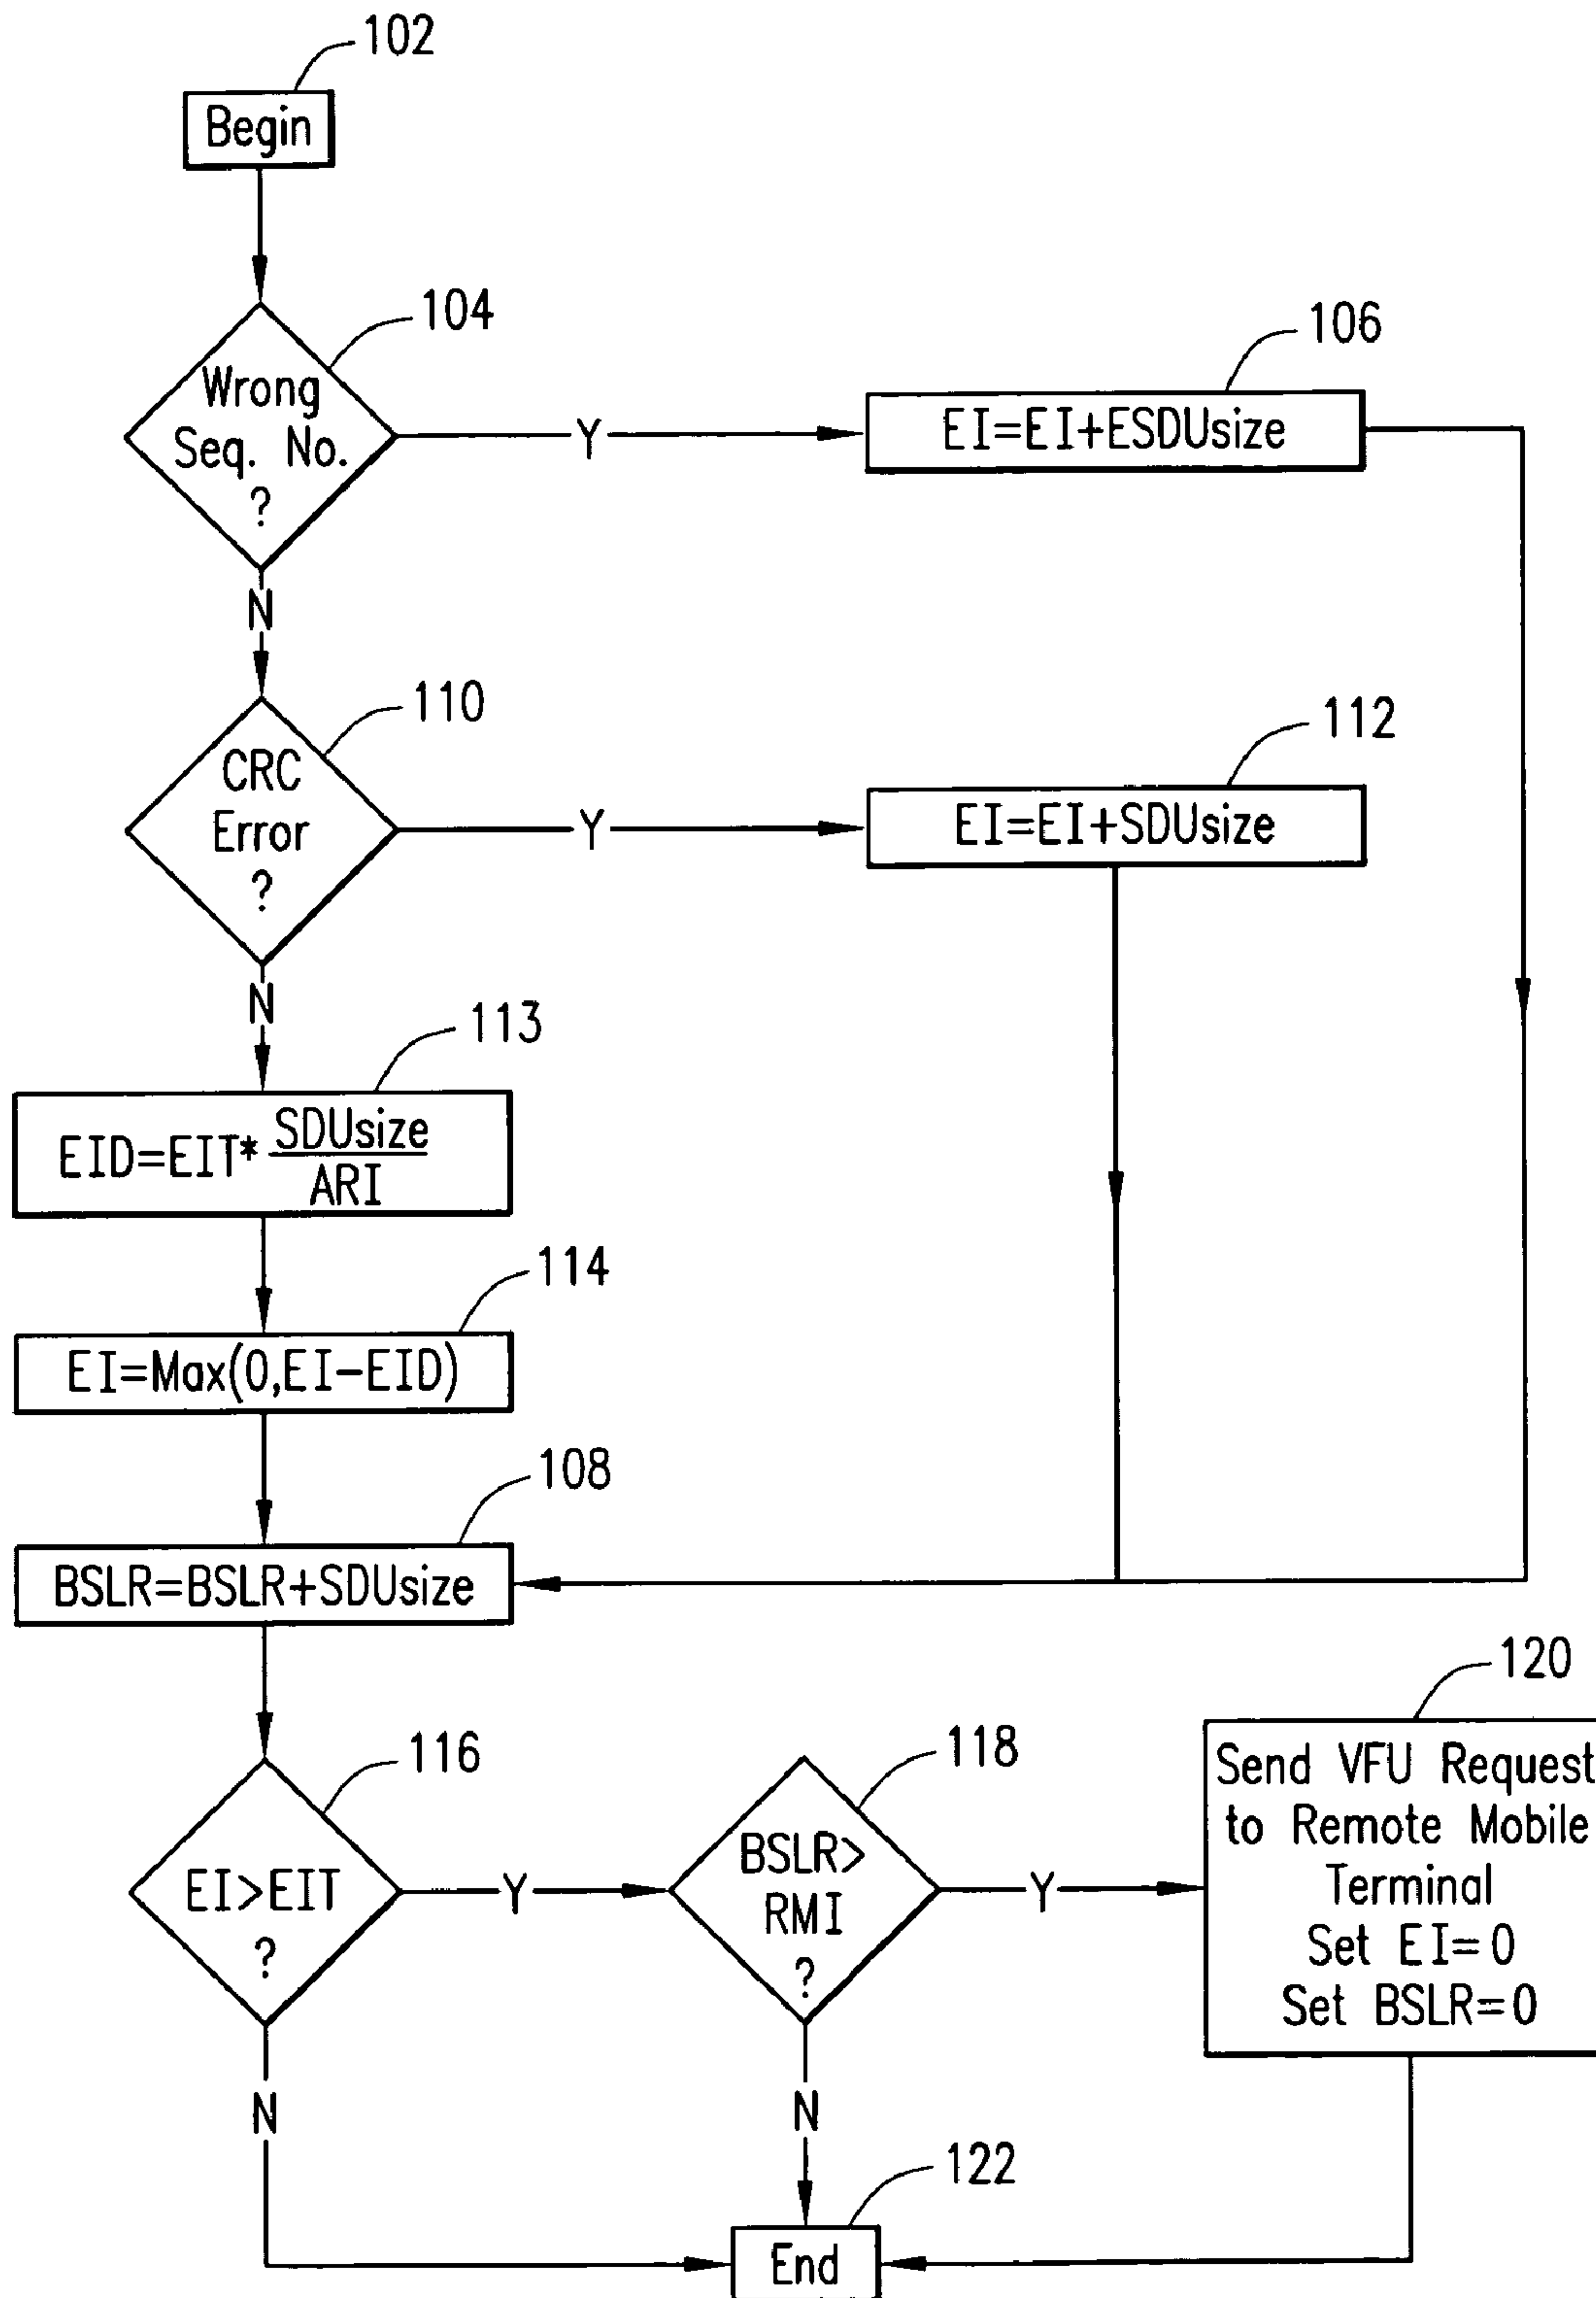 102
Begin
104
Wrong
Seq. No.
?
Y
106
EI=EI+ESDUsize
N
110
CRC
Error
?
Y
112
EI=EI+SDUsize
N
113
EID=EIT* SDUsize
ARI
114
EI=Max(0,EI-EID)
108
BSLR=BSLR+SDUsize
116
EI>EIT
?
Y
118
BSLR>
RMI
?
Y
120
Send VFU Request
to Remote Mobile
Terminal
Set EI=0
Set BSLR=0
N
N
122
End